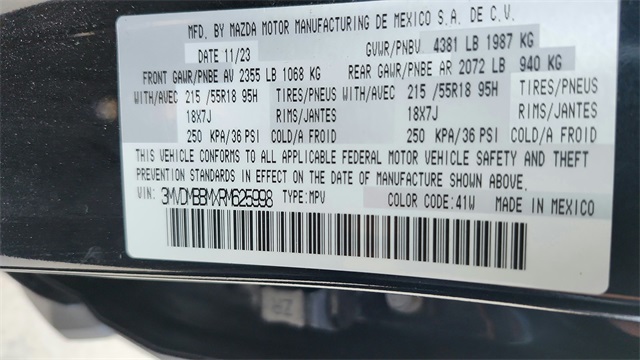 MFD. BY MAZDA MOTOR MANUFACTURING DE MEXICO S.A. DE C.V.
DATE 11/23 GVWR/PNBV 4381 LB 1987 KG
FRONT GAWR/PNBE AV 2355 LB 1068 KG REAR GAWR/PNBE AR 2072 LB 940 KG
WITH/AVEC 215 /55R18 95H TIRES/PNEUS WITH/AVEC 215 /55R18 95H TIRES/PNEUS
18X7J RIMS/JANTES 18X7J RIMS/JANTES
250 KPA/36 PSI COLD/A FROID 250 KPA/36 PSI COLD/A FROID
THIS VEHICLE CONFORMS TO ALL APPLICABLE FEDERAL MOTOR VEHICLE SAFETY AND THEFT
PREVENTION STANDARDS IN EFFECT ON THE DATE OF MANUFACTURE SHOWN ABOVE.
VIN: 3MVDMBBMXRM625998 TYPE:MPV COLOR CODE:41W MADE IN MEXICO